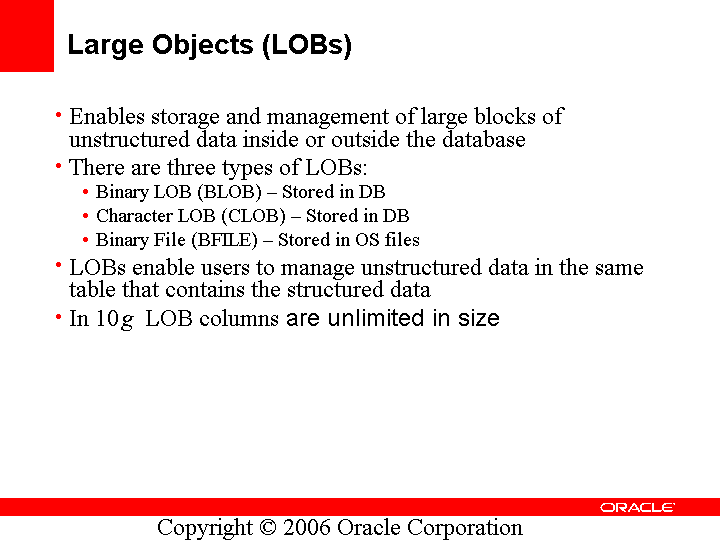 Large Objects (LOBs)
• Enables storage and management of large blocks of
unstructured data inside or outside the database
• There are three types of LOBs:
• Binary LOB (BLOB) – Stored in DB
• Character LOB (CLOB) – Stored in DB
• Binary File (BFILE) – Stored in OS files
• LOBs enable users to manage unstructured data in the same
table that contains the structured data
• In 10g LOB columns are unlimited in size
ORACLE
Copyright © 2006 Oracle Corporation